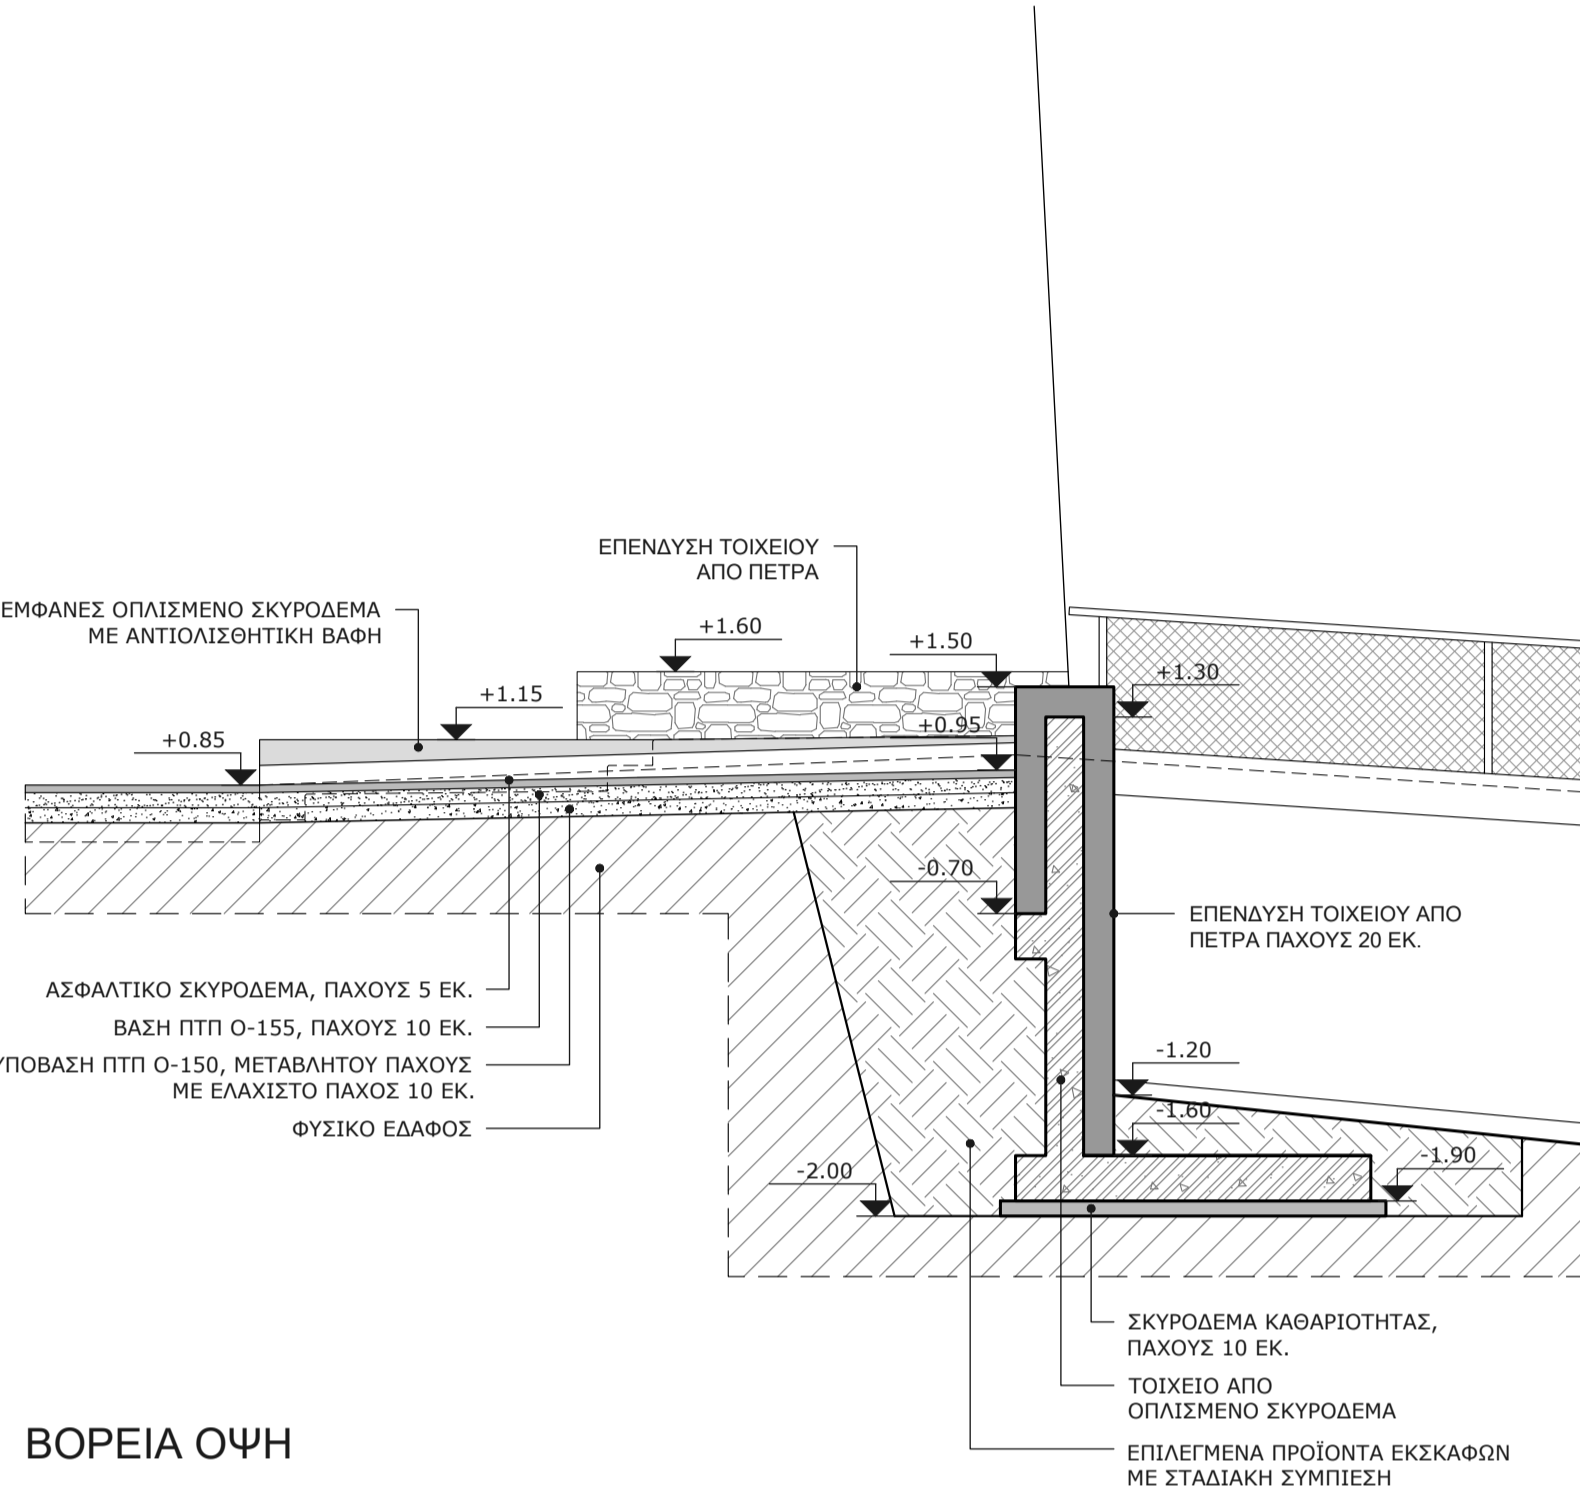 ΕΠΕΝΔΥΣΗ ΤΟΙΧΕΙΟΥ
ΑΠΟ ΠΕΤΡΑ
ΕΜΦΑΝΕΣ ΟΠΛΙΣΜΕΝΟ ΣΚΥΡΟΔΕΜΑ
ΜΕ ΑΝΤΙΟΛΙΣΘΗΤΙΚΗ ΒΑΦΗ
+1.60
+1.50
+1.30
+1.15
+0.95
+0.85
-0.70
ΕΠΕΝΔΥΣΗ ΤΟΙΧΕΙΟΥ ΑΠΟ
ΠΕΤΡΑ ΠΑΧΟΥΣ 20 ΕΚ.
ΑΣΦΑΛΤΙΚΟ ΣΚΥΡΟΔΕΜΑ, ΠΑΧΟΥΣ 5 ΕΚ.
ΒΑΣΗ ΠΤΠ Ο-155, ΠΑΧΟΥΣ 10 ΕΚ.
ΥΠΟΒΑΣΗ ΠΤΠ Ο-150, ΜΕΤΑΒΛΗΤΟΥ ΠΑΧΟΥΣ
ΜΕ ΕΛΑΧΙΣΤΟ ΠΑΧΟΣ 10 ΕΚ.
ΦΥΣΙΚΟ ΕΔΑΦΟΣ
-1.20
-1.60
-1.90
-2.00
ΣΚΥΡΟΔΕΜΑ ΚΑΘΑΡΙΟΤΗΤΑΣ,
ΠΑΧΟΥΣ 10 ΕΚ.
ΤΟΙΧΕΙΟ ΑΠΟ
ΟΠΛΙΣΜΕΝΟ ΣΚΥΡΟΔΕΜΑ
ΕΠΙΛΕΓΜΕΝΑ ΠΡΟΪΟΝΤΑ ΕΚΣΚΑΦΩΝ
ΜΕ ΣΤΑΔΙΑΚΗ ΣΥΜΠΙΕΣΗ
ΒΟΡΕΙΑ ΟΨΗ